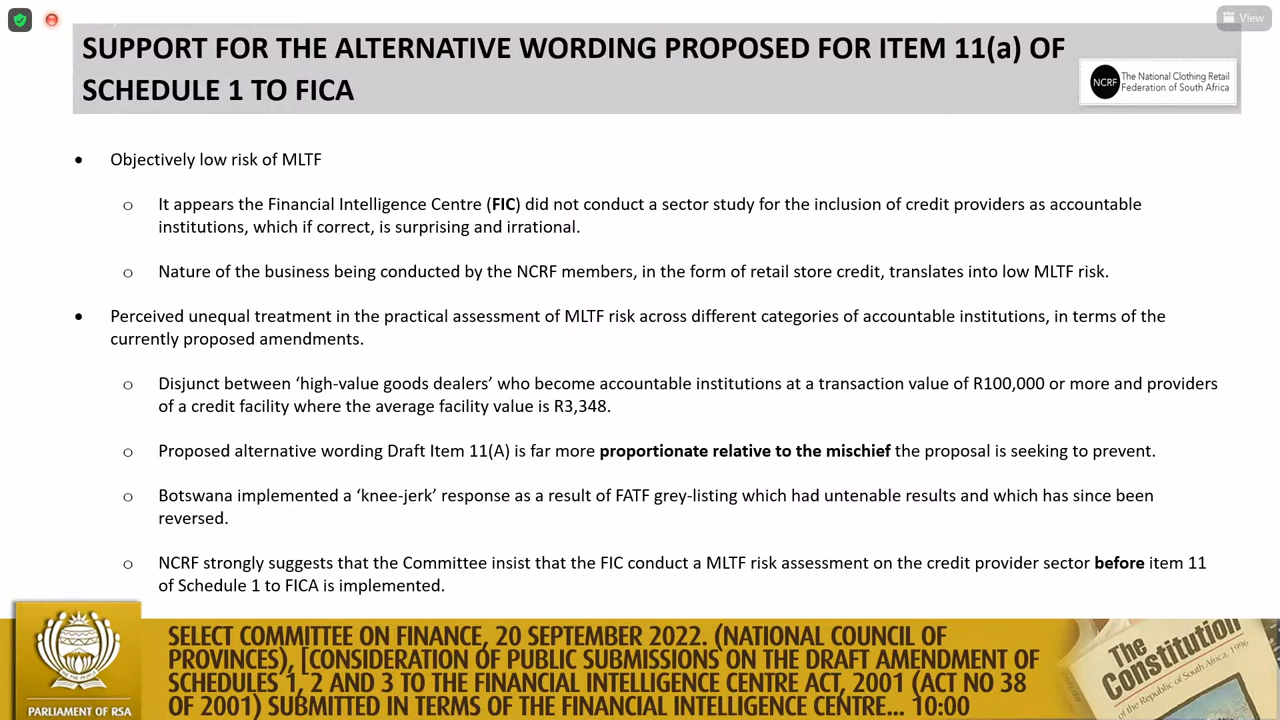 View
SUPPORT FOR THE ALTERNATIVE WORDING PROPOSED FOR ITEM 11(a) OF
SCHEDULE 1 TO FICA
NCRF
The National Clothing Retail
Federation of South Africa
• Objectively low risk of MLTF
o It appears the Financial Intelligence Centre (FIC) did not conduct a sector study for the inclusion of credit providers as accountable
institutions, which if correct, is surprising and irrational.
o Nature of the business being conducted by the NCRF members, in the form of retail store credit, translates into low MLTF risk.
• Perceived unequal treatment in the practical assessment of MLTF risk across different categories of accountable institutions, in terms of the
currently proposed amendments.
o Disjunct between ‘high-value goods dealers’ who become accountable institutions at a transaction value of R100,000 or more and providers
of a credit facility where the average facility value is R3,348.
o Proposed alternative wording Draft Item 11(A) is far more proportionate relative to the mischief the proposal is seeking to prevent.
o Botswana implemented a ‘knee-jerk’ response as a result of FATF grey-listing which had untenable results and which has since been
reversed.
o NCRF strongly suggests that the Committee insist that the FIC conduct a MLTF risk assessment on the credit provider sector before item 11
of Schedule 1 to FICA is implemented.
SELECT COMMITTEE ON FINANCE, 20 SEPTEMBER 2022. (NATIONAL COUNCIL OF
PROVINCES), [CONSIDERATION OF PUBLIC SUBMISSIONS ON THE DRAFT AMENDMENT OF
SCHEDULES 1, 2 AND 3 TO THE FINANCIAL INTELLIGENCE CENTRE ACT, 2001 (ACT NO 38
OF 2001) SUBMITTED IN TERMS OF THE FINANCIAL INTELLIGENCE CENTRE... 10:00
PARLIAMENT OF RSA
The
Constitution
of the Republic of South Africa, 1996